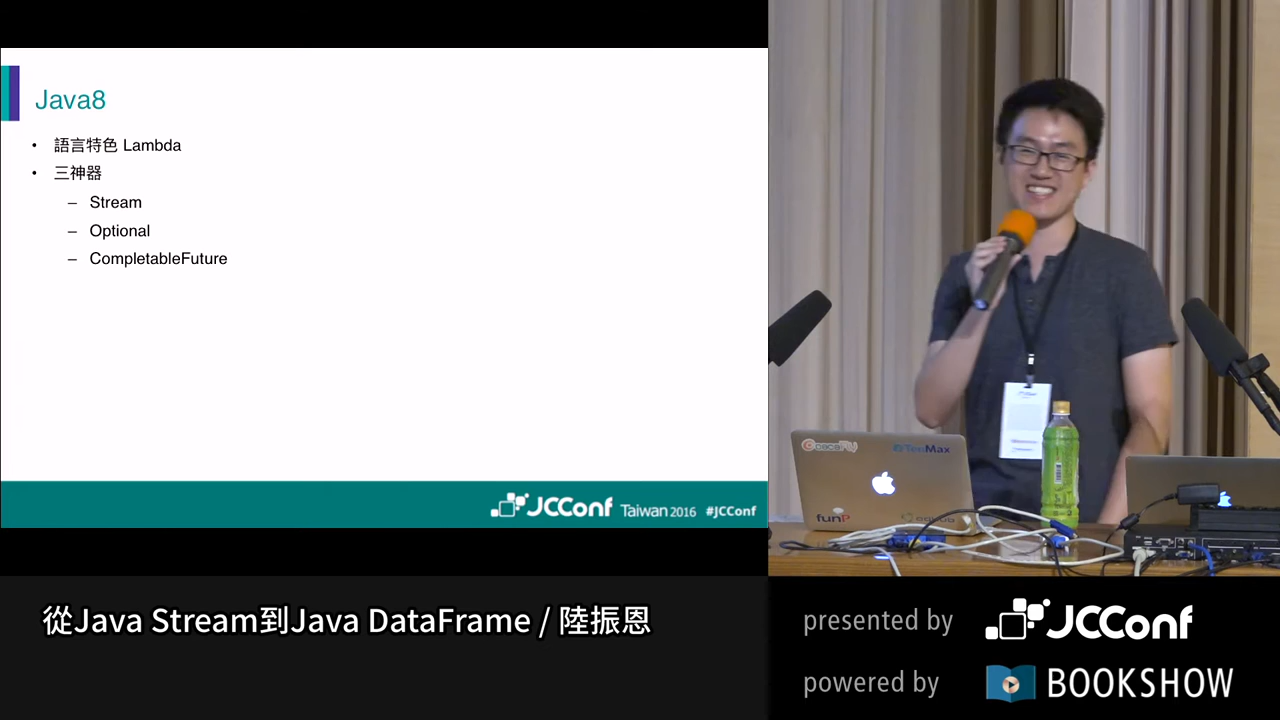 Java8
• 語言特色 Lambda
• 三神器
– Stream
– Optional
– CompletableFuture
JCConf Taiwan 2016 #JCConf
TenMax
funP
從Java Stream到Java DataFrame / 陸振恩
presented by JCConf
powered by BOOKSHOW